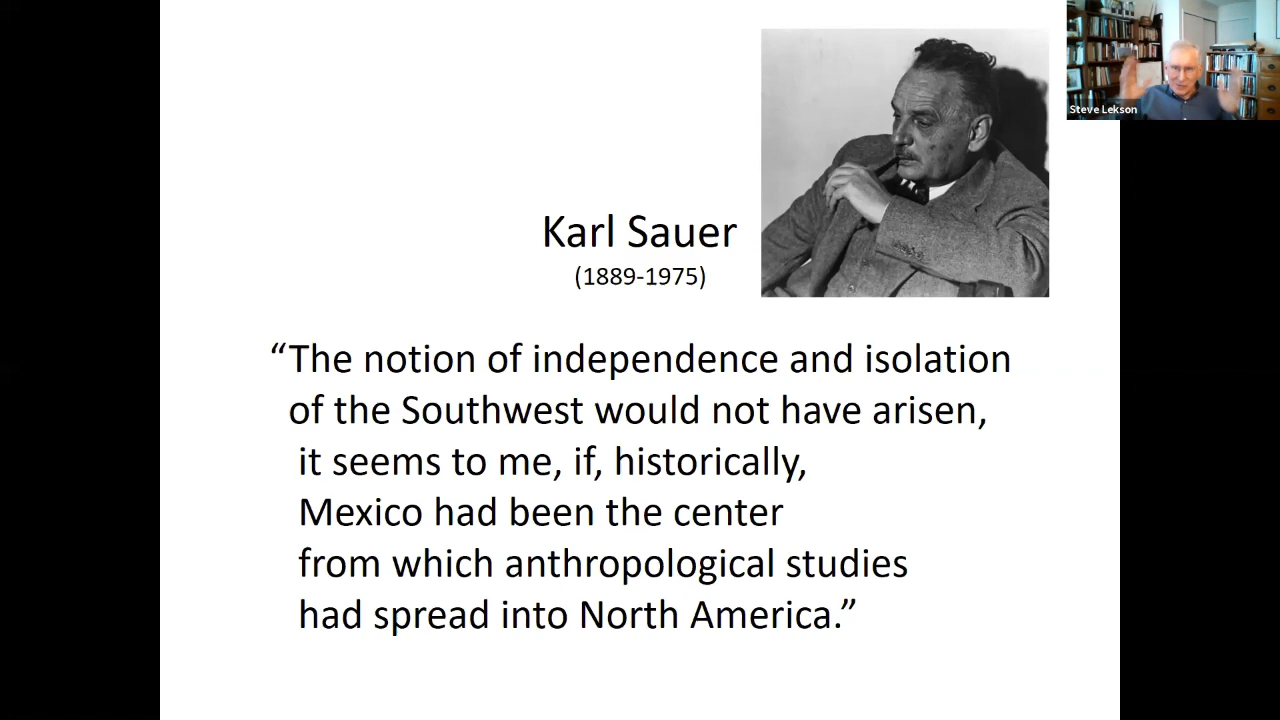 Steve Lekson
Karl Sauer
(1889-1975)
“The notion of independence and isolation
of the Southwest would not have arisen,
it seems to me, if, historically,
Mexico had been the center
from which anthropological studies
had spread into North America.”